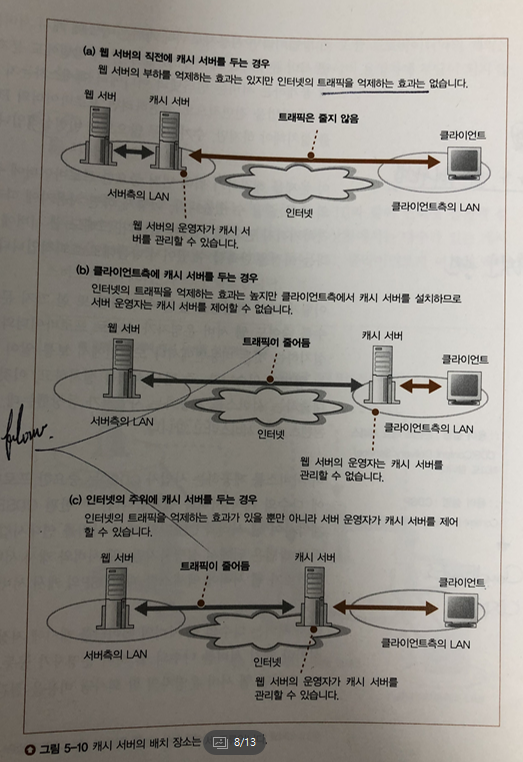 (a) 웹 서버의 직전에 캐시 서버를 두는 경우
웹 서버의 부하를 억제하는 효과는 있지만 인터넷의 트래픽을 억제하는 효과는 없습니다.
웹 서버
캐시 서버
트래픽은 줄지 않음
클라이언트
서버측의 LAN
인터넷
클라이언트측의 LAN
웹 서버의 운영자가 캐시 서
버를 관리할 수 있습니다.
(b) 클라이언트측에 캐시 서버를 두는 경우
인터넷의 트래픽을 억제하는 효과는 높지만 클라이언트측에서 캐시 서버를 설치하므로
서버 운영자는 캐시 서버를 제어할 수 없습니다.
웹 서버
트래픽이 줄어듦
캐시 서버
클라이언트
서버측의 LAN
인터넷
클라이언트측의 LAN
웹 서버의 운영자는 캐시 서버를
관리할 수 없습니다.
(c) 인터넷의 주위에 캐시 서버를 두는 경우
인터넷의 트래픽을 억제하는 효과가 있을 뿐만 아니라 서버 운영자가 캐시 서버를 제어
할 수 있습니다.
웹 서버
트래픽이 줄어듦
캐시 서버
클라이언트
서버측의 LAN
인터넷
클라이언트측의 LAN
웹 서버의 운영자가 캐시 서버를
관리할 수 있습니다.
그림 5-10 캐시 서버의 배치 장소는
8/13